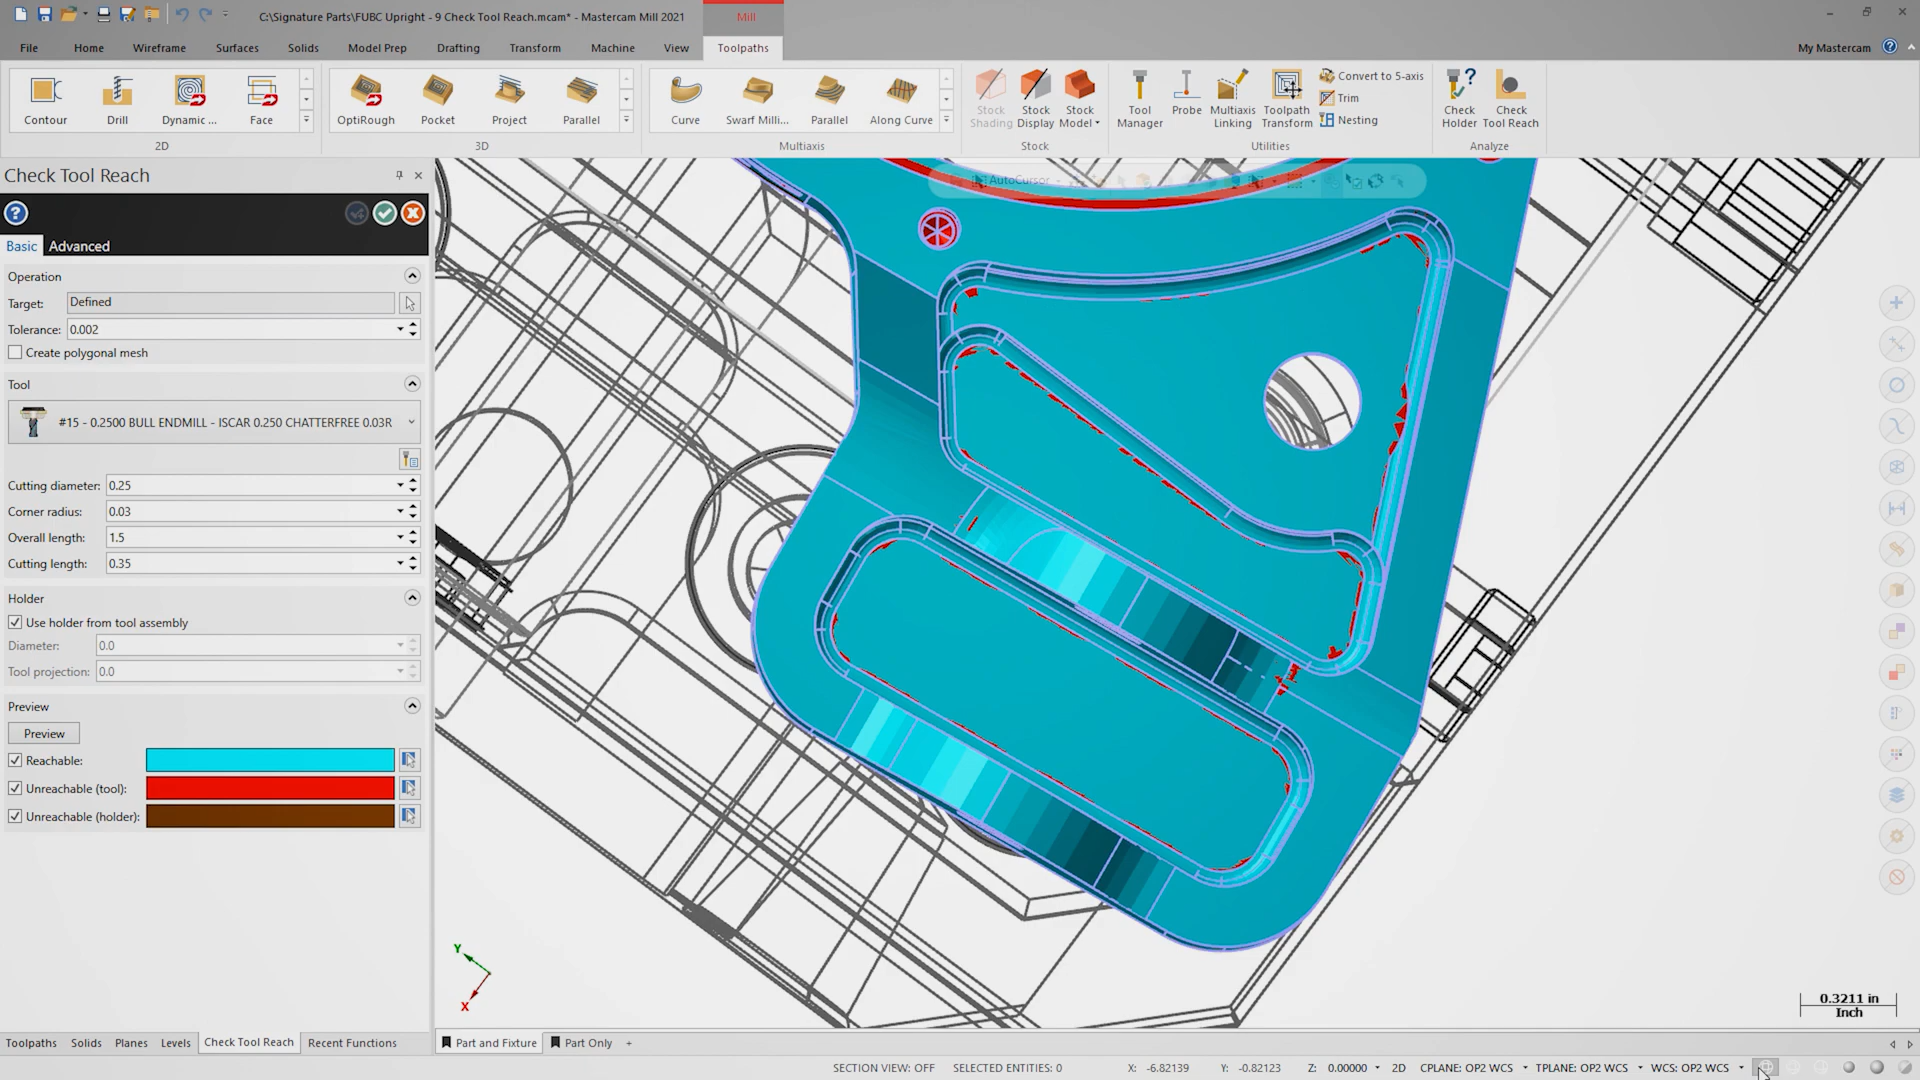 C:\Signature Parts\FUBC Upright - 9 Check Tool Reach.mcam* - Mastercam Mill 2021
Mill
File Home Wireframe Surfaces Solids Model Prep Drafting Transform Machine View Toolpaths My Mastercam
Contour Drill Dynamic ... Face
2D
OptiRough Pocket Project Parallel
3D
Curve Swarf Milli... Parallel Along Curve
Multiaxis
Stock Shading Stock Display Stock Model
Stock
Tool Manager Probe Multiaxis Linking Toolpath Transform
Convert to 5-axis
Trim
Nesting
Utilities
Check Holder Check Tool Reach
Analyze
Check Tool Reach
Basic Advanced
Operation
Target: Defined
Tolerance: 0.002
Create polygonal mesh
Tool
#15 - 0.2500 BULL ENDMILL - ISCAR 0.250 CHATTERFREE 0.03R
Cutting diameter: 0.25
Corner radius: 0.03
Overall length: 1.5
Cutting length: 0.35
Holder
Use holder from tool assembly
Diameter: 0.0
Tool projection: 0.0
Preview
Preview
Reachable:
Unreachable (tool):
Unreachable (holder):
AutoCursor
Y
X
0.3211 in
Inch
Toolpaths Solids Planes Levels Check Tool Reach Recent Functions
Part and Fixture Part Only +
SECTION VIEW: OFF SELECTED ENTITIES: 0 X: -6.82139 Y: -0.82123 Z: 0.00000 2D CPLANE: OP2 WCS TPLANE: OP2 WCS WCS: OP2 WCS